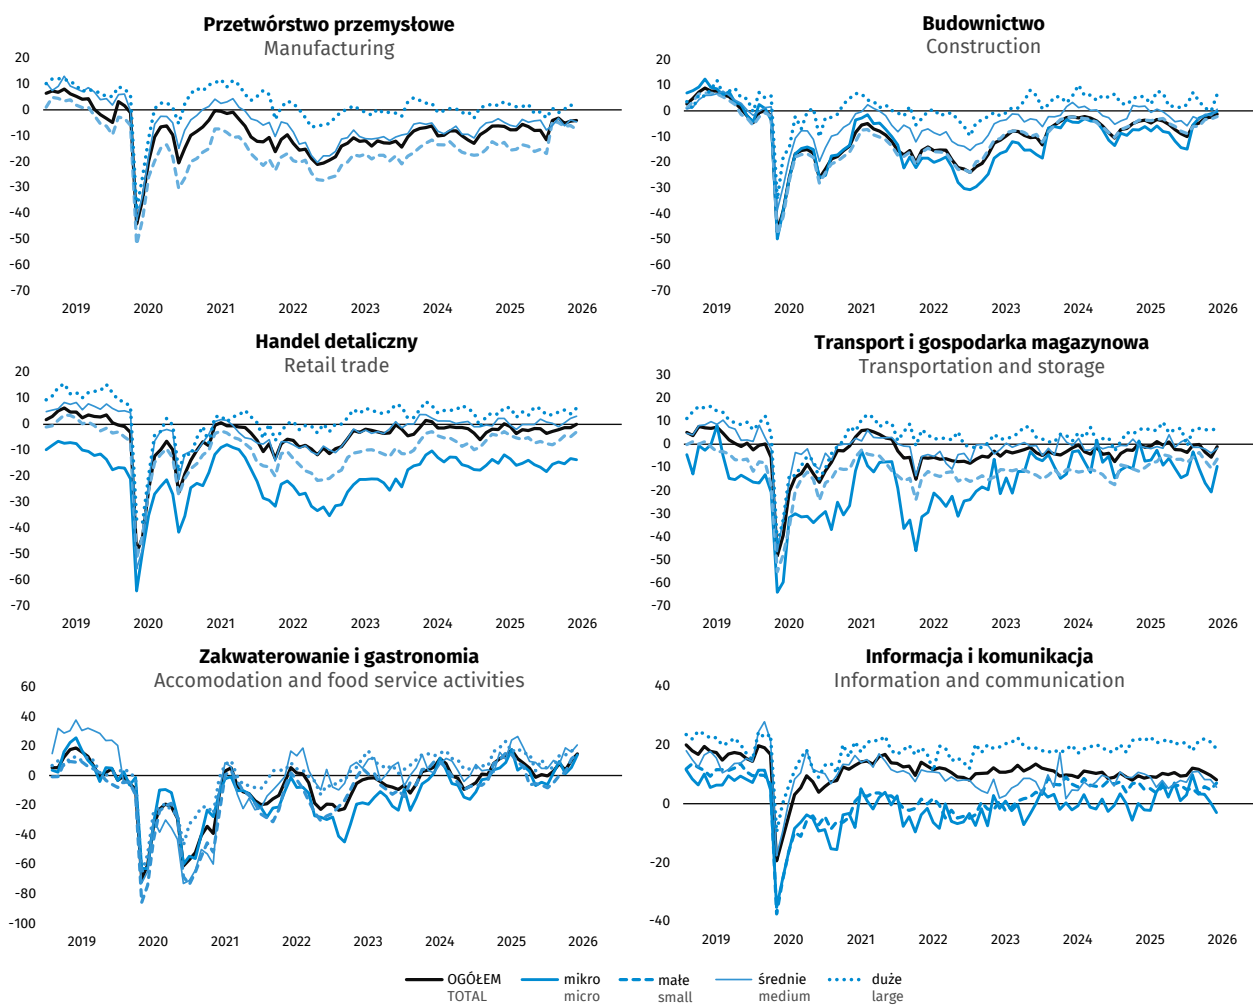 Przetwórstwo przemysłowe
Manufacturing
20
10
0
-10
-20
-30
-40
-50
-60
-70
2019 2020 2021 2022 2023 2024 2025 2026
Budownictwo
Construction
20
10
0
-10
-20
-30
-40
-50
-60
-70
2019 2020 2021 2022 2023 2024 2025 2026
Handel detaliczny
Retail trade
20
10
0
-10
-20
-30
-40
-50
-60
-70
2019 2020 2021 2022 2023 2024 2025 2026
Transport i gospodarka magazynowa
Transportation and storage
30
20
10
0
-10
-20
-30
-40
-50
-60
-70
2019 2020 2021 2022 2023 2024 2025 2026
Zakwaterowanie i gastronomia
Accomodation and food service activities
60
40
20
0
-20
-40
-60
-80
-100
2019 2020 2021 2022 2023 2024 2025 2026
Informacja i komunikacja
Information and communication
40
20
0
-20
-40
2019 2020 2021 2022 2023 2024 2025 2026
OGÓŁEM mikro małe średnie duże
TOTAL micro small medium large